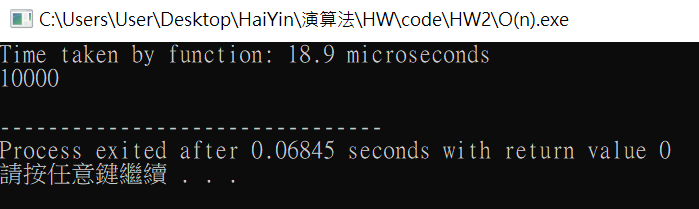 C:\Users\User\Desktop\HaiYin\演算法\HW\code\HW2\O(n).exe
Time taken by function: 18.9 microseconds
10000
--------------------------------
Process exited after 0.06845 seconds with return value 0
請按任意鍵繼續 . . .